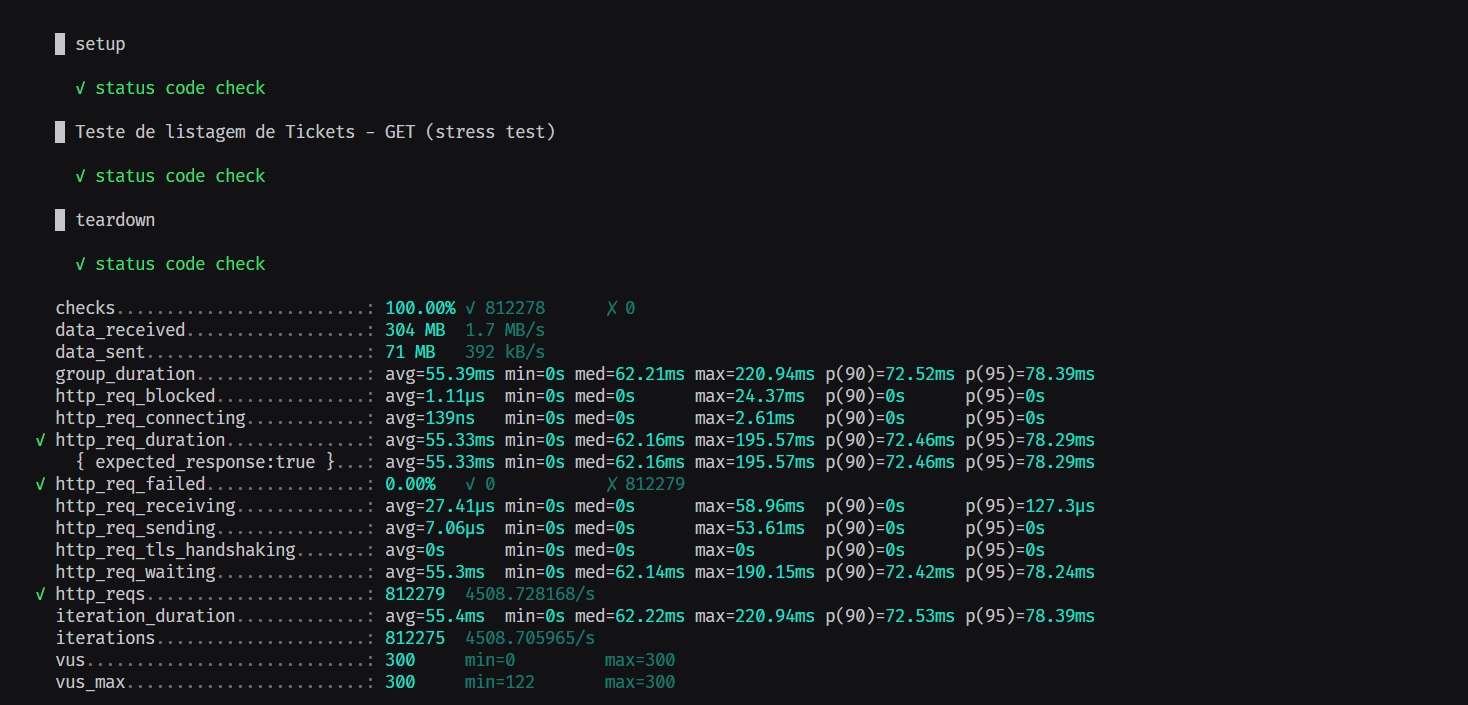 █ setup
√ status code check
█ Teste de listagem de Tickets - GET (stress test)
√ status code check
█ teardown
√ status code check
checks.........................: 100.00% √ 812278      ✗ 0
data_received..................: 304 MB  1.7 MB/s
data_sent......................: 71 MB   392 kB/s
group_duration.................: avg=55.39ms min=0s med=62.21ms max=220.94ms p(90)=72.52ms p(95)=78.39ms
http_req_blocked...............: avg=1.11µs  min=0s med=0s      max=24.37ms  p(90)=0s      p(95)=0s
http_req_connecting............: avg=139ns   min=0s med=0s      max=2.61ms   p(90)=0s      p(95)=0s
√ http_req_duration..............: avg=55.33ms min=0s med=62.16ms max=195.57ms p(90)=72.46ms p(95)=78.29ms
{ expected_response:true }...: avg=55.33ms min=0s med=62.16ms max=195.57ms p(90)=72.46ms p(95)=78.29ms
√ http_req_failed................: 0.00%   √ 0           ✗ 812279
http_req_receiving.............: avg=27.41µs min=0s med=0s      max=58.96ms  p(90)=0s      p(95)=127.3µs
http_req_sending...............: avg=7.06µs  min=0s med=0s      max=53.61ms  p(90)=0s      p(95)=0s
http_req_tls_handshaking.......: avg=0s      min=0s med=0s      max=0s       p(90)=0s      p(95)=0s
http_req_waiting...............: avg=55.3ms  min=0s med=62.14ms max=190.15ms p(90)=72.42ms p(95)=78.24ms
√ http_reqs......................: 812279  4508.728168/s
iteration_duration.............: avg=55.4ms  min=0s med=62.22ms max=220.94ms p(90)=72.53ms p(95)=78.39ms
iterations.....................: 812275  4508.705965/s
vus............................: 300     min=0         max=300
vus_max........................: 300     min=122       max=300